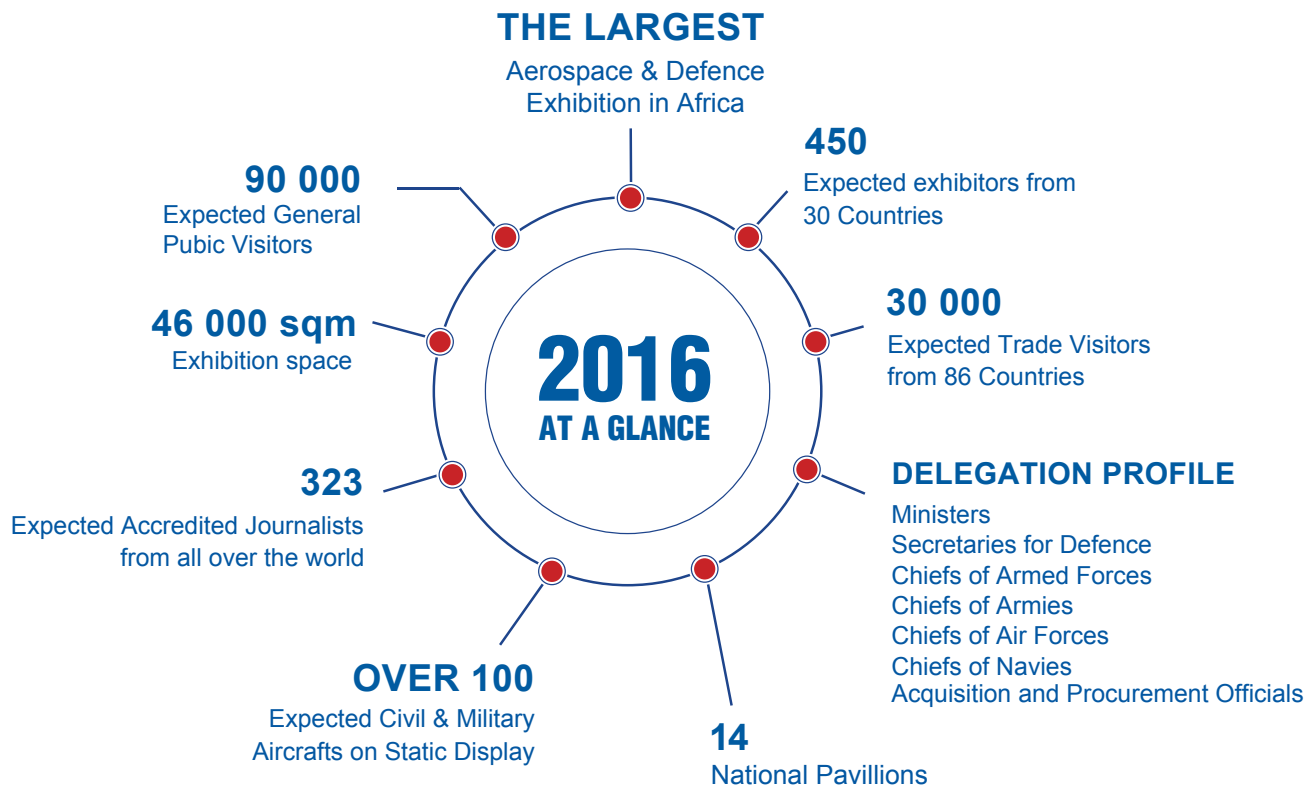 THE LARGEST
Aerospace & Defence
Exhibition in Africa
450
Expected exhibitors from
30 Countries
30 000
Expected Trade Visitors
from 86 Countries
DELEGATION PROFILE
Ministers
Secretaries for Defence
Chiefs of Armed Forces
Chiefs of Armies
Chiefs of Air Forces
Chiefs of Navies
Acquisition and Procurement Officials
14
National Pavillions
OVER 100
Expected Civil & Military
Aircrafts on Static Display
323
Expected Accredited Journalists
from all over the world
46 000 sqm
Exhibition space
90 000
Expected General
Pubic Visitors
2016
AT A GLANCE